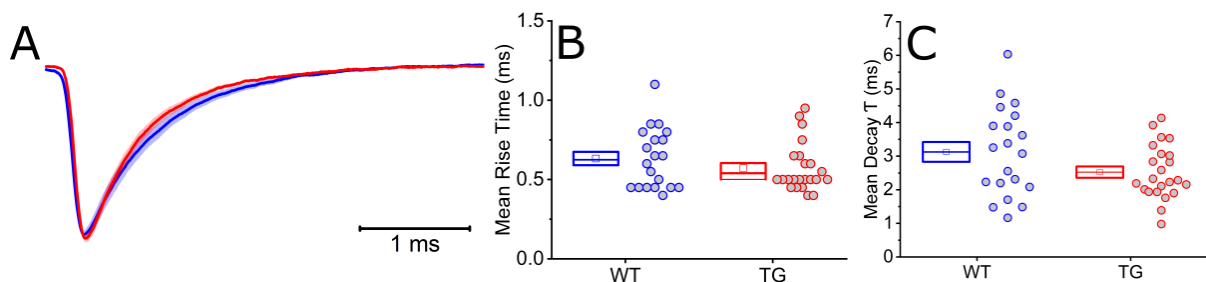 A
1 ms
B
Mean Rise Time (ms)
1.5
1.0
0.5
0.0
WT
TG
C
Mean Decay T (ms)
7
6
5
4
3
2
1
0
WT
TG